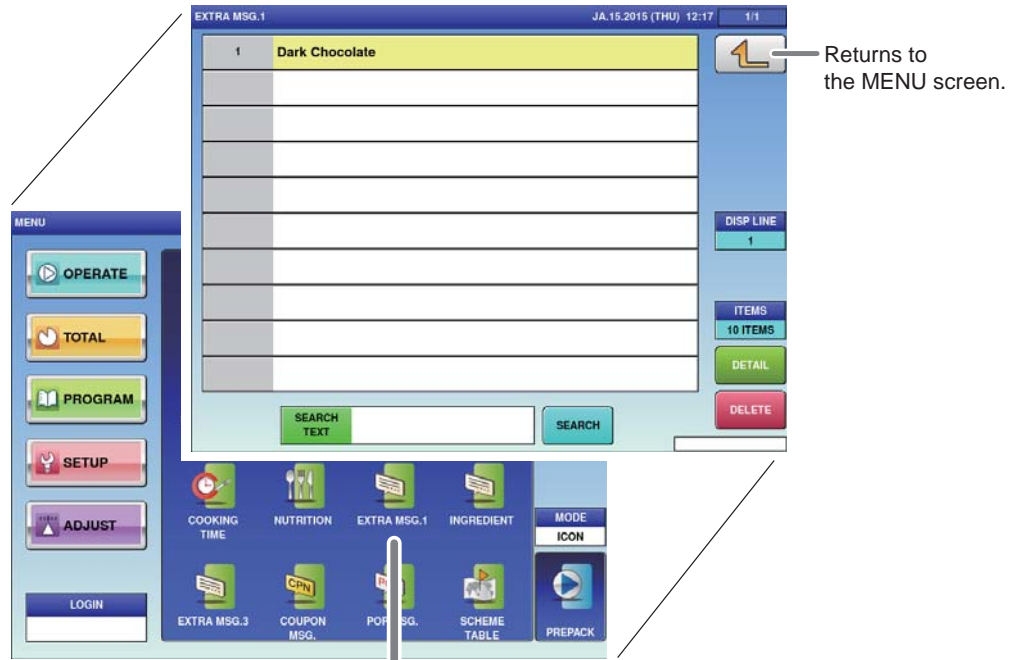 EXTRA MSG.1
JA.15.2015 (THU) 12:17
1/1
1
Dark Chocolate
Returns to
the MENU screen.
DISP LINE
1
ITEMS
10 ITEMS
DETAIL
DELETE
SEARCH
TEXT
SEARCH
MENU
OPERATE
TOTAL
PROGRAM
SETUP
ADJUST
LOGIN
COOKING
TIME
NUTRITION
EXTRA MSG.1
INGREDIENT
MODE
ICON
EXTRA MSG.3
CPN
COUPON
MSG.
SCHEME
TABLE
PREPACK